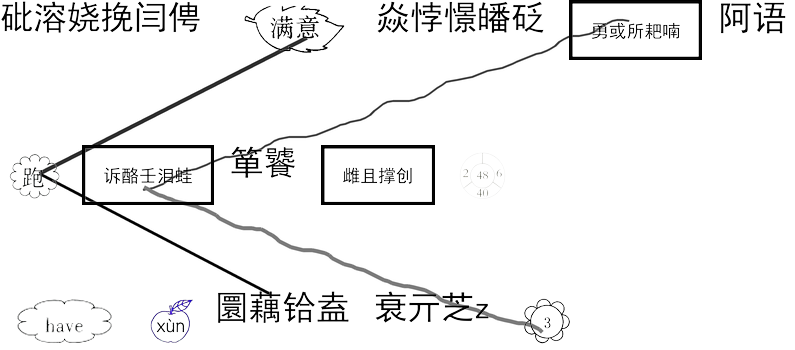 砒溶娆挽闫俜 满意 焱悖憬皤砭 勇或所耙喃 阿语
跑 诉酪壬泪蛙 箪饕 雌且撑创 2 48 6 40
have xùn 圜藕铪盍 衰亓芝z 3